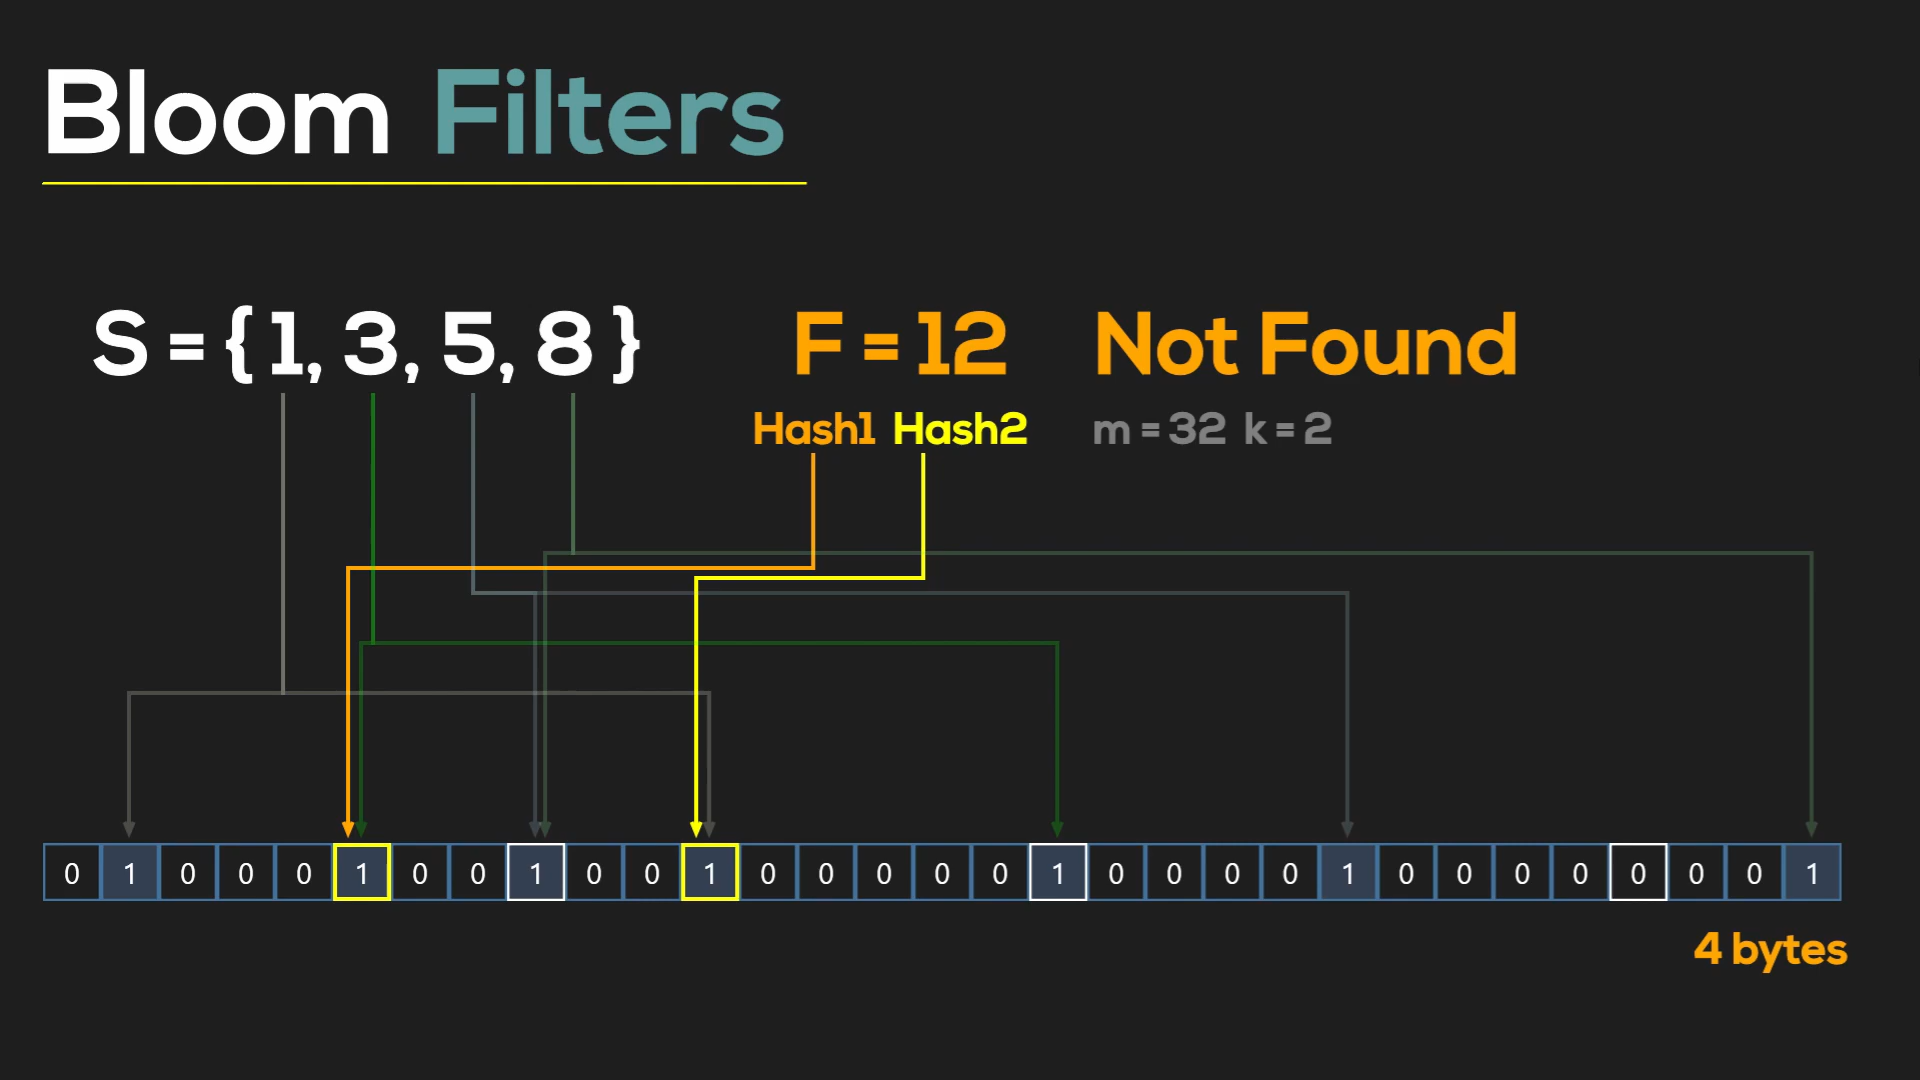 Bloom Filters
S = { 1, 3, 5, 8 } F = 12 Not Found
Hash1 Hash2 m = 32 k = 2
0 1 0 0 0 1 0 0 1 0 0 1 0 0 0 0 0 1 0 0 0 0 1 0 0 0 0 0 0 0 1
4 bytes